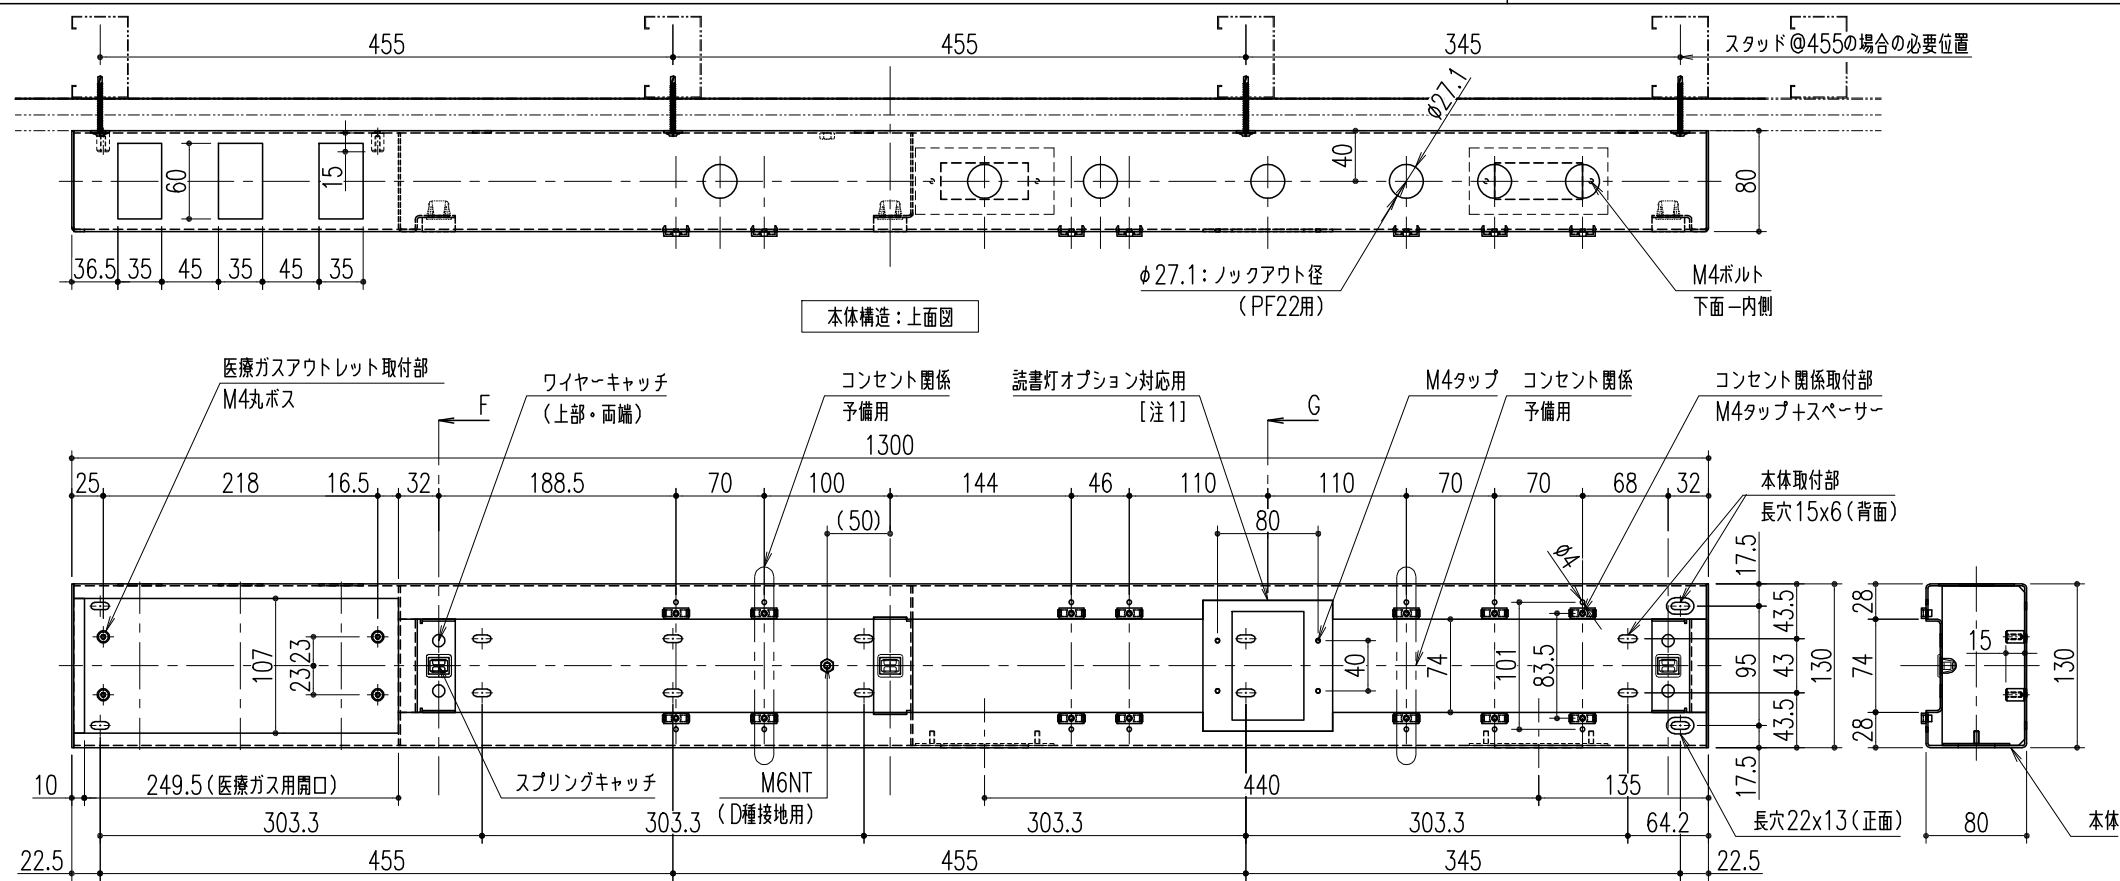 455
455
345
スタッド@455の場合の必要位置
φ27.1
60
15
40
80
36.5
35
45
35
45
35
φ27.1:ノックアウト径
(PF22用)
M4ボルト
下面ー内側
本体構造:上面図
医療ガスアウトレット取付部
M4丸ボス
ワイヤーキャッチ
(上部・両端)
F
コンセント関係
予備用
読書灯オプション対応用
[注1]
G
M4タップ
コンセント関係
予備用
コンセント関係取付部
M4タップ+スペーサー
1300
25
218
16.5
32
188.5
70
100
144
46
110
110
70
70
68
32
本体取付部
長穴15x6(背面)
(50)
80
φ4
17.5
107
23
23
40
74
101
83.5
95
43.5
43
43.5
130
17.5
28
74
28
15
130
10
249.5(医療ガス用開口)
スプリングキャッチ
M6NT
(D種接地用)
440
135
303.3
303.3
303.3
303.3
64.2
長穴22x13(正面)
80
本体
22.5
455
455
345
22.5